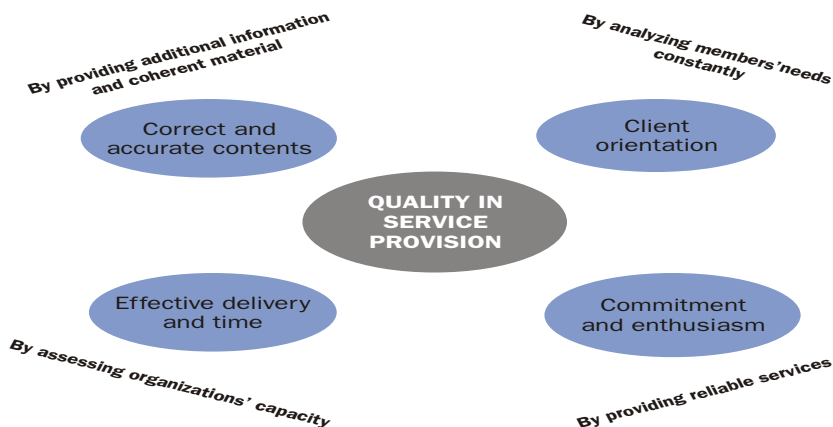 By providing additional information
and coherent material
By analyzing members'needs
constantly
Correct and
accurate contents
Client
orientation
QUALITY IN
SERVICE
PROVISION
Effective delivery
and time
Commitment
and enthusiasm
By assessing organizations' capacity
By providing reliable services